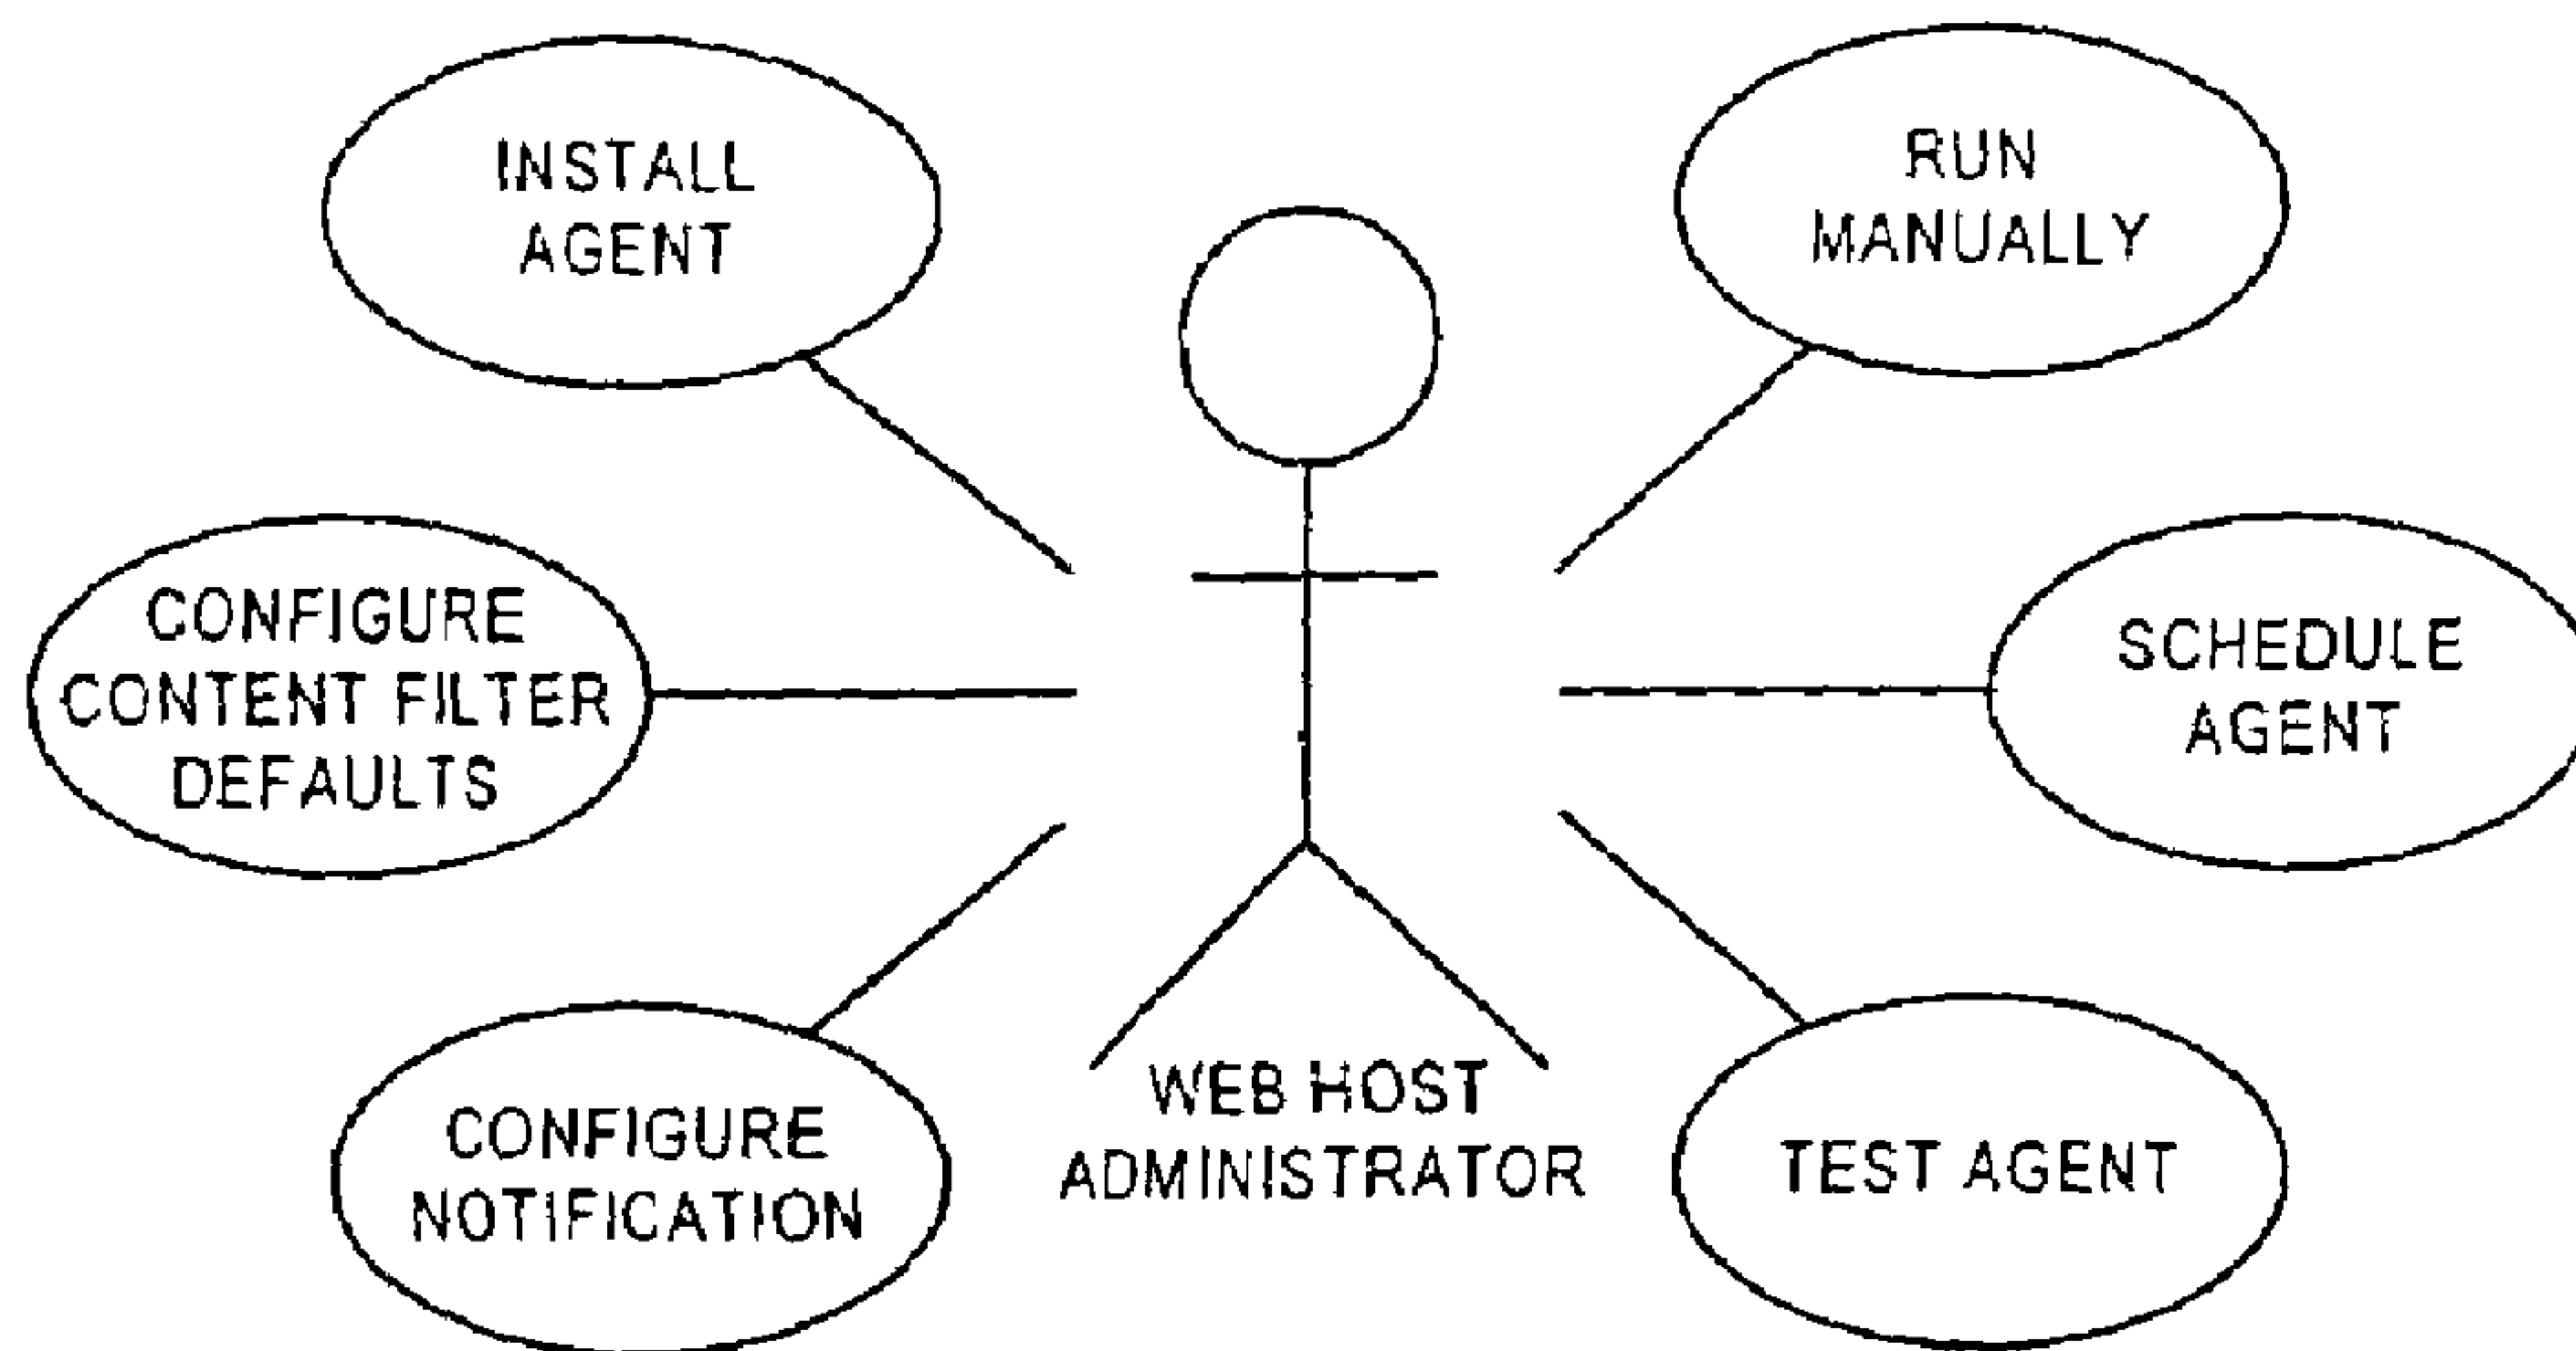 INSTALL
AGENT
RUN
MANUALLY
CONFIGURE
CONTENT FILTER
DEFAULTS
SCHEDULE
AGENT
CONFIGURE
NOTIFICATION
WEB HOST
ADMINISTRATOR
TEST AGENT